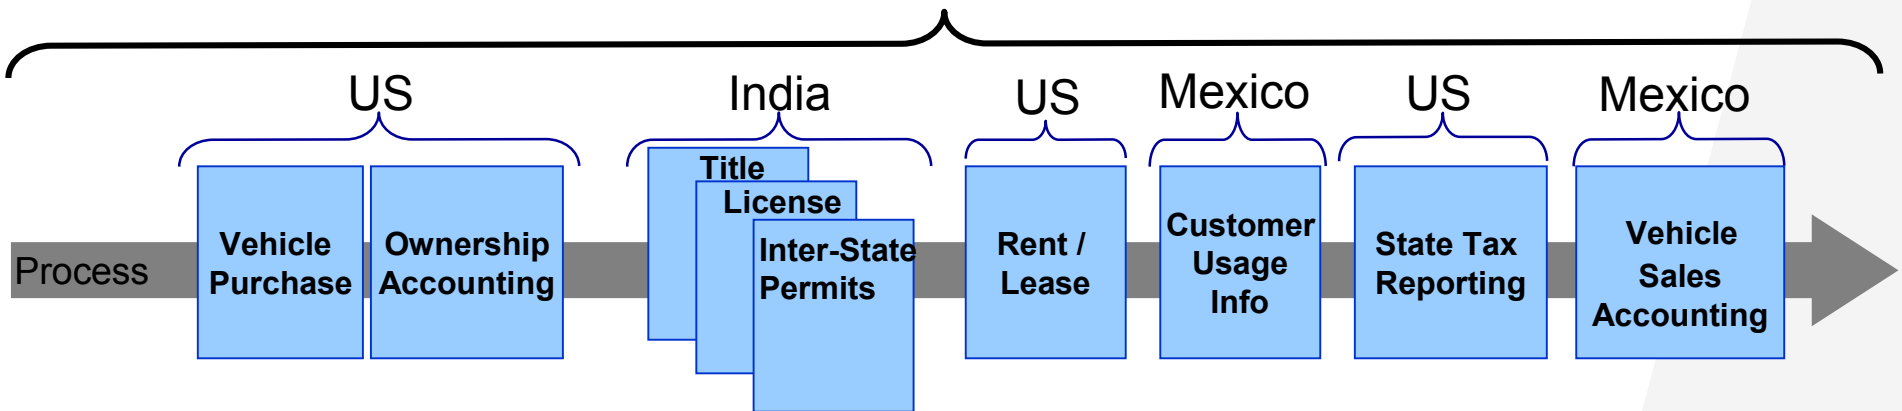 US
India
US
Mexico
US
Mexico
Process
Vehicle
Purchase
Ownership
Accounting
Title
License
Inter-State
Permits
Rent /
Lease
Customer
Usage
Info
State Tax
Reporting
Vehicle
Sales
Accounting